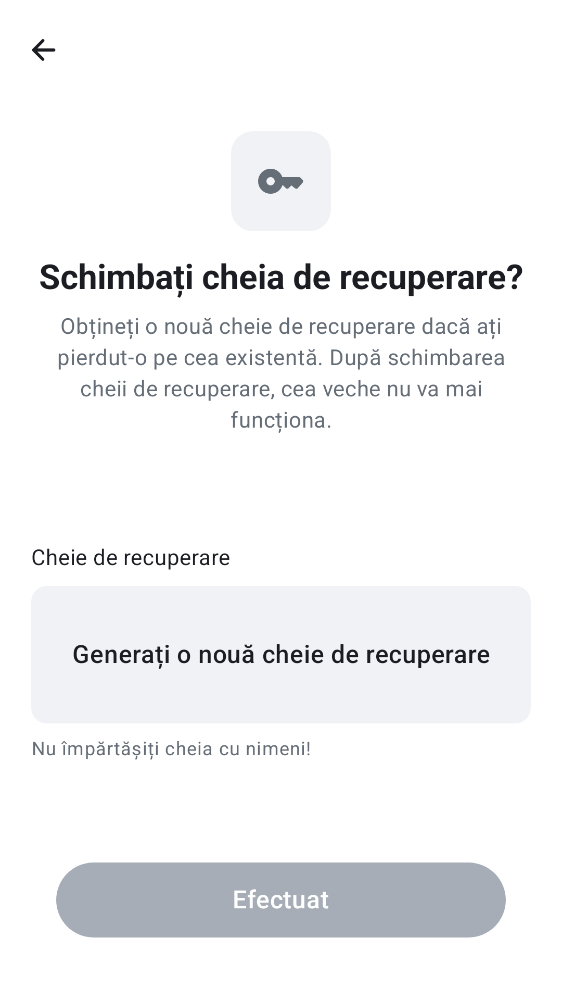 Schimbați cheia de recuperare?
Obțineți o nouă cheie de recuperare dacă ați
pierdut-o pe cea existentă. După schimbarea
cheii de recuperare, cea veche nu va mai
funcționa.
Cheie de recuperare
Generați o nouă cheie de recuperare
Nu împărtășiți cheia cu nimeni!
Efectuat